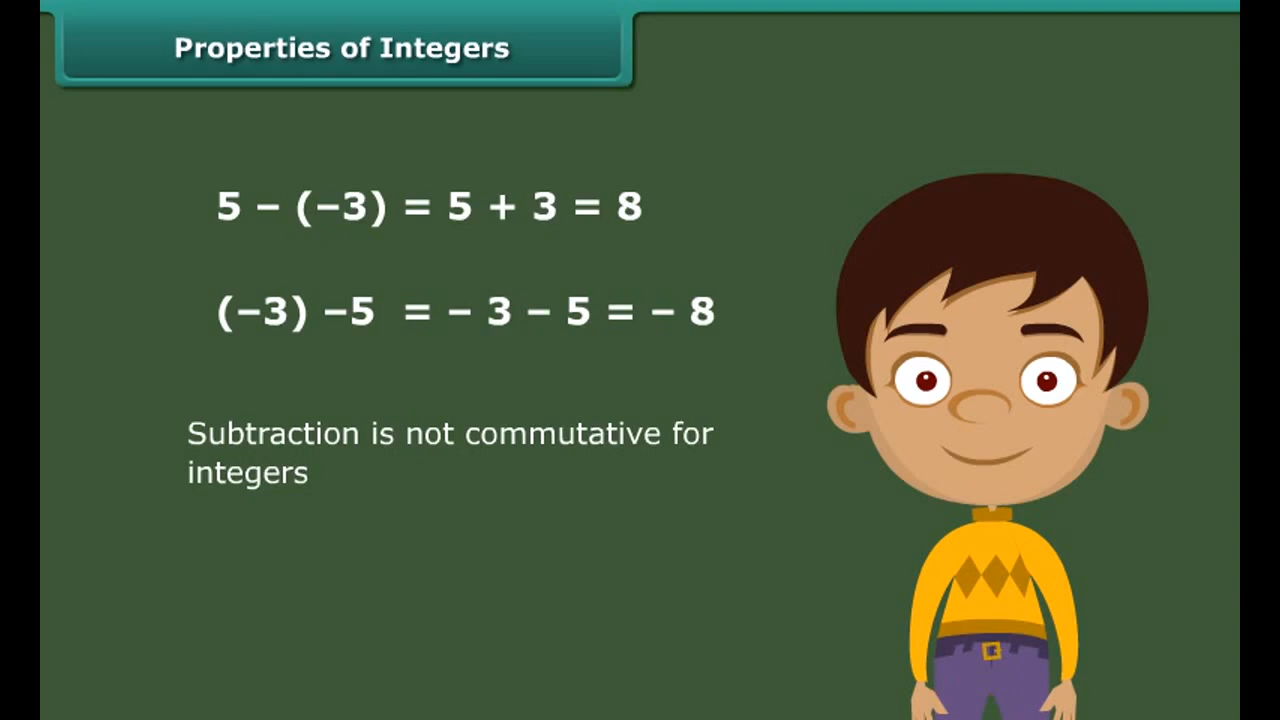 Properties of Integers
5 – (–3) = 5 + 3 = 8
(–3) –5 = – 3 – 5 = – 8
Subtraction is not commutative for
integers